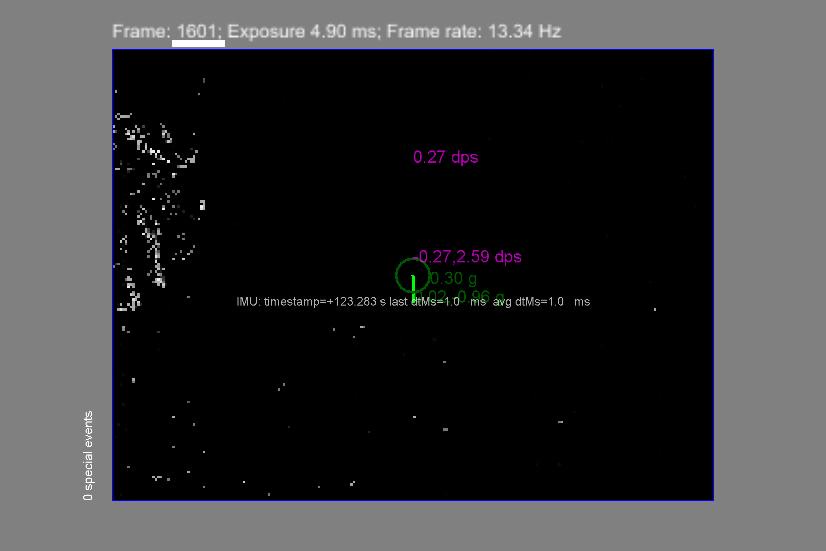 Frame: 1601; Exposure 4.90 ms; Frame rate: 13.34 Hz
0.27 dps
-0.27,2.59 dps
0.30 g
0.96 g
IMU: timestamp=+123.283 s last dtMs=1.0 ms avg dtMs=1.0 ms
0 special events